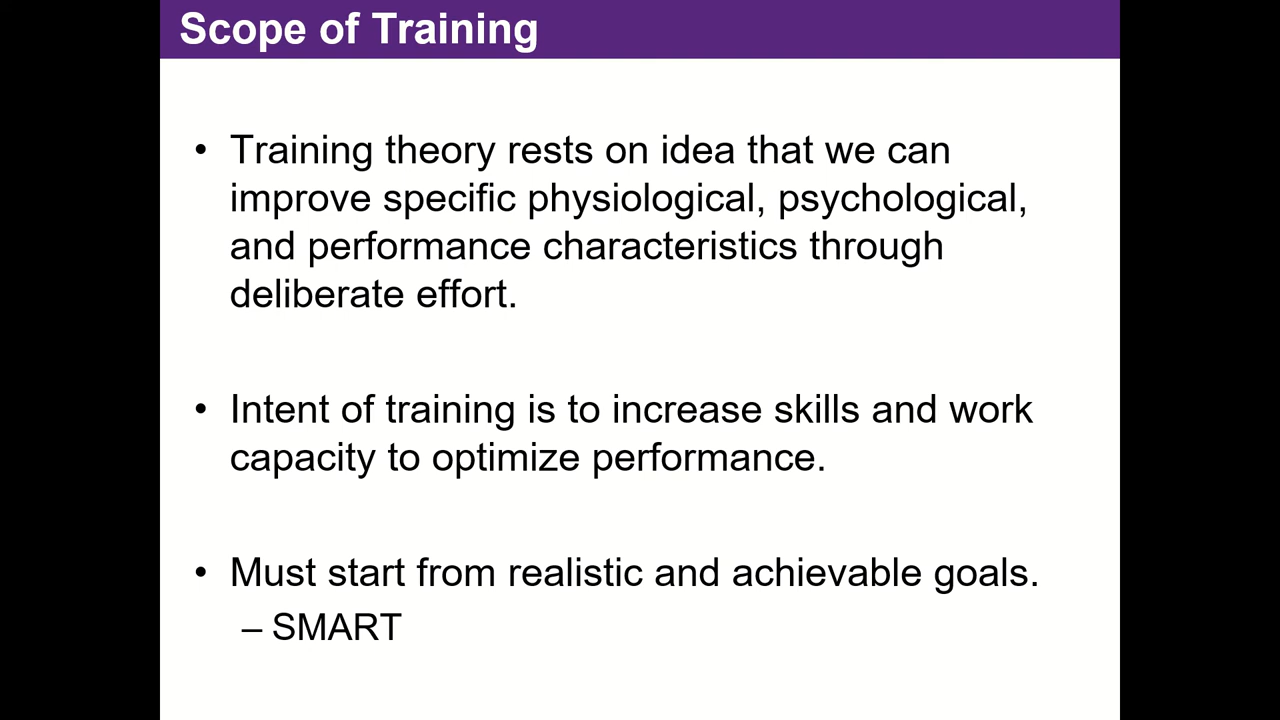 Scope of Training
• Training theory rests on idea that we can
improve specific physiological, psychological,
and performance characteristics through
deliberate effort.
• Intent of training is to increase skills and work
capacity to optimize performance.
• Must start from realistic and achievable goals.
– SMART